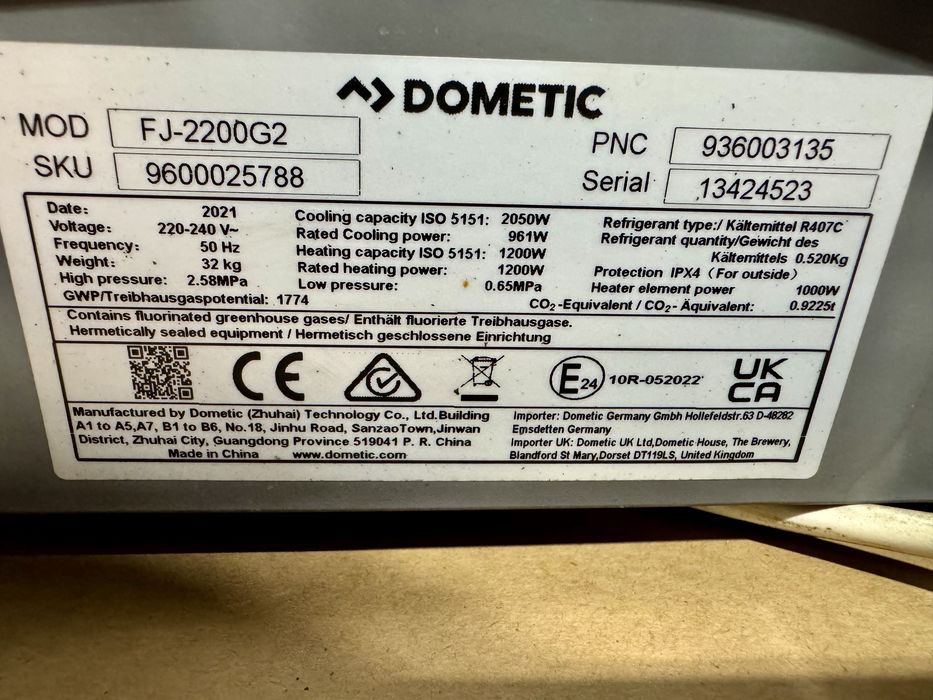 DOMETIC
MOD FJ-2200G2
SKU 9600025788
PNC 936003135
Serial 13424523
Date: 2021
Voltage: 220-240 V~
Frequency: 50 Hz
Weight: 32 kg
High pressure: 2.58MPa
GWP/Treibhausgaspotential: 1774
Cooling capacity ISO 5151: 2050W
Rated Cooling power: 961W
Heating capacity ISO 5151: 1200W
Rated heating power: 1200W
Low pressure: 0.65MPa
Refrigerant type:/ Kältemittel R407C
Refrigerant quantity/Gewicht des
Kältemittels 0.520Kg
Protection IPX4 (For outside)
Heater element power 1000W
CO2-Equivalent / CO2- Äquivalent: 0.9225t
Contains fluorinated greenhouse gases/ Enthält fluorierte Treibhausgase.
Hermetically sealed equipment / Hermetisch geschlossene Einrichtung
CE
E24 10R-052022
UK
CA
Manufactured by Dometic (Zhuhai) Technology Co., Ltd.Building
A1 to A5,A7, B1 to B6, No.18, Jinhu Road, SanzaoTown,Jinwan
District, Zhuhai City, Guangdong Province 519041 P. R. China
Made in China www.dometic.com
Importer: Dometic Germany Gmbh Hollefeldstr.63 D-48282
Emsdetten Germany
Importer UK: Dometic UK Ltd,Dometic House, The Brewery,
Blandford St Mary,Dorset DT119LS, United Kingdom